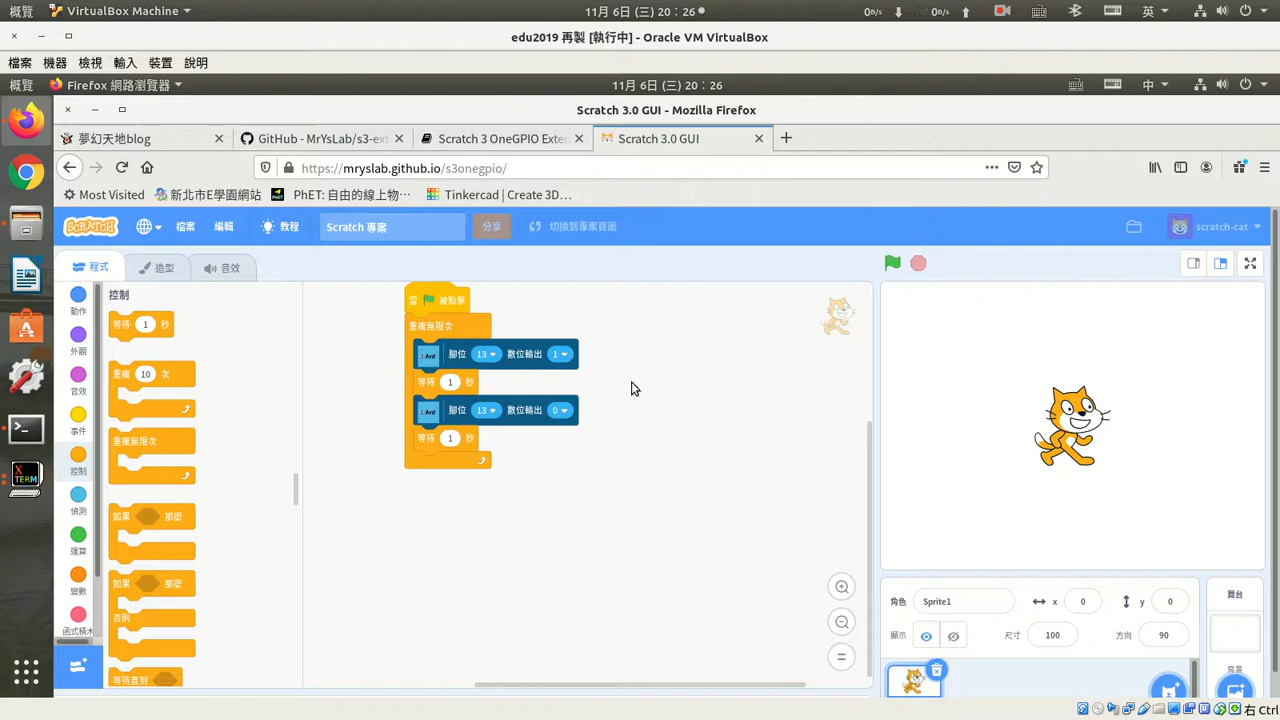 概覽 VirtualBox Machine 11月 6日 (三) 20：26 0B/s 0B/s 英
edu2019 再製 [執行中] - Oracle VM VirtualBox
檔案 機器 檢視 輸入 裝置 說明
概覽 Firefox 網路瀏覽器 11月 6日 (三) 20：26 中
Scratch 3.0 GUI - Mozilla Firefox
夢幻天地blog GitHub - MrYsLab/s3-ext Scratch 3 OneGPIO Exten Scratch 3.0 GUI
https://mryslab.github.io/s3onegpio/
Most Visited 新北市E學園網站 PhET: 自由的線上物… Tinkercad | Create 3D…
SCRATCH 檔案 編輯 教程 Scratch 專案 分享 切換到專案頁面 scratch-cat
程式 造型 音效
動作
外觀
音效
事件
控制
偵測
運算
變數
函式積木
控制
等待 1 秒
重複 10 次
重複無限次
如果 那麼
如果 那麼
否則
等待直到
當 被點擊
重複無限次
Ard 腳位 13 數位輸出 1
等待 1 秒
Ard 腳位 13 數位輸出 0
等待 1 秒
角色 Sprite1 x 0 y 0
顯示 尺寸 100 方向 90
舞台
背景
X TERM
右 Ctrl